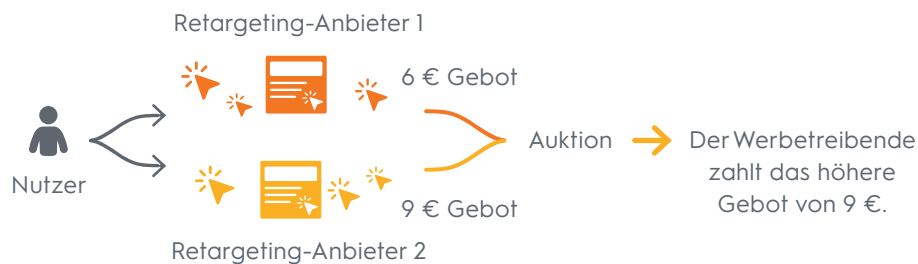 Retargeting-Anbieter 1
6 € Gebot
Nutzer
Auktion
Der Werbetreibende
zahlt das höhere
Gebot von 9 €.
9 € Gebot
Retargeting-Anbieter 2